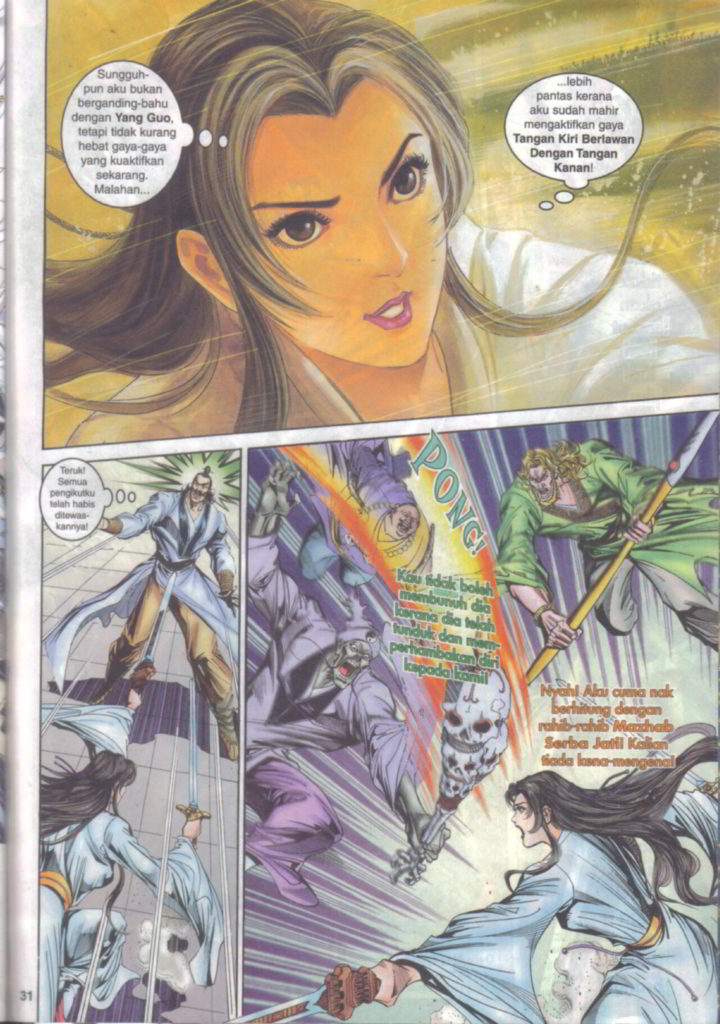 Sungguh-
pun aku bukan
berganding-bahu
dengan Yang Guo,
tetapi tidak kurang
hebat gaya-gaya
yang kuaktifkan
sekarang.
Malahan...
...lebih
pantas kerana
aku sudah mahir
mengaktifkan gaya
Tangan Kiri Berlawan
Dengan Tangan
Kanan!
Teruk!
Semua
pengikutku
telah habis
ditewas-
kannya!
PONG!
Kau tidak boleh
membunuh dia
kerana dia telah
tunduk dan mem-
perhambakan diri
kepada kami!
Nyah! Aku cuma nak
berhitung dengan
rahib-rahib Mazhab
Serba Jati! Kalian
tiada kena-mengena!
31